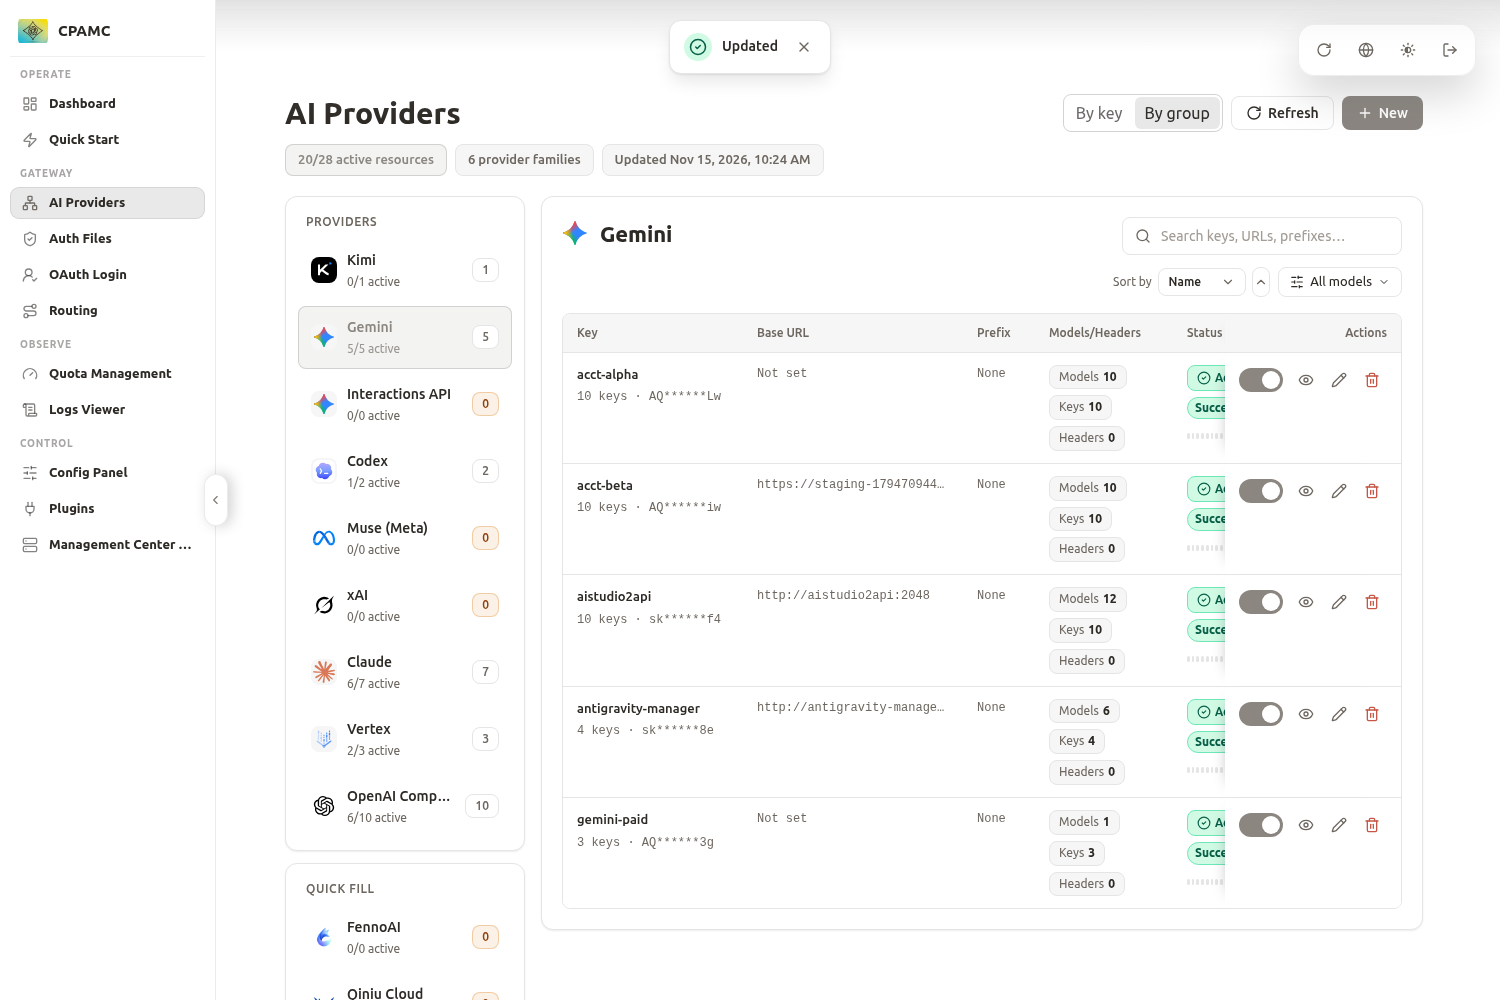 CPAMC
OPERATE
Dashboard
Quick Start
GATEWAY
AI Providers
Auth Files
OAuth Login
Routing
OBSERVE
Quota Management
Logs Viewer
CONTROL
Config Panel
Plugins
Management Center ...
Updated
AI Providers
By key
By group
Refresh
New
20/28 active resources
6 provider families
Updated Nov 15, 2026, 10:24 AM
PROVIDERS
Kimi
0/1 active
1
Gemini
5/5 active
5
Interactions API
0/0 active
0
Codex
1/2 active
2
Muse (Meta)
0/0 active
0
xAI
0/0 active
0
Claude
6/7 active
7
Vertex
2/3 active
3
OpenAI Comp...
6/10 active
10
QUICK FILL
FennoAI
0/0 active
0
Qiniu Cloud
Gemini
Search keys, URLs, prefixes...
Sort by
Name
All models
Key Base URL Prefix Models/Headers Status Actions
acct-alpha
10 keys · AQ******Lw
Not set
None
Models 10
Keys 10
Headers 0
Ac
Succe
acct-beta
10 keys · AQ******iw
https://staging-179470944…
None
Models 10
Keys 10
Headers 0
Ac
Succe
aistudio2api
10 keys · sk******f4
http://aistudio2api:2048
None
Models 12
Keys 10
Headers 0
Ac
Succe
antigravity-manager
4 keys · sk******8e
http://antigravity-manage…
None
Models 6
Keys 4
Headers 0
Ac
Succe
gemini-paid
3 keys · AQ******3g
Not set
None
Models 1
Keys 3
Headers 0
Ac
Succe